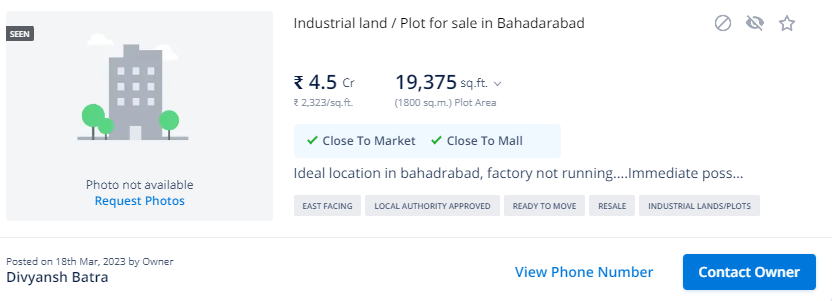 SEEN
Photo not available
Request Photos
Industrial land / Plot for sale in Bahadarabad
₹ 4.5 Cr 19,375 sq.ft.
₹ 2,323/sq.ft. (1800 sq.m.) Plot Area
Close To Market Close To Mall
Ideal location in bahadrabad, factory not running....Immediate poss...
EAST FACING LOCAL AUTHORITY APPROVED READY TO MOVE RESALE INDUSTRIAL LANDS/PLOTS
Posted on 18th Mar, 2023 by Owner
Divyansh Batra
View Phone Number Contact Owner